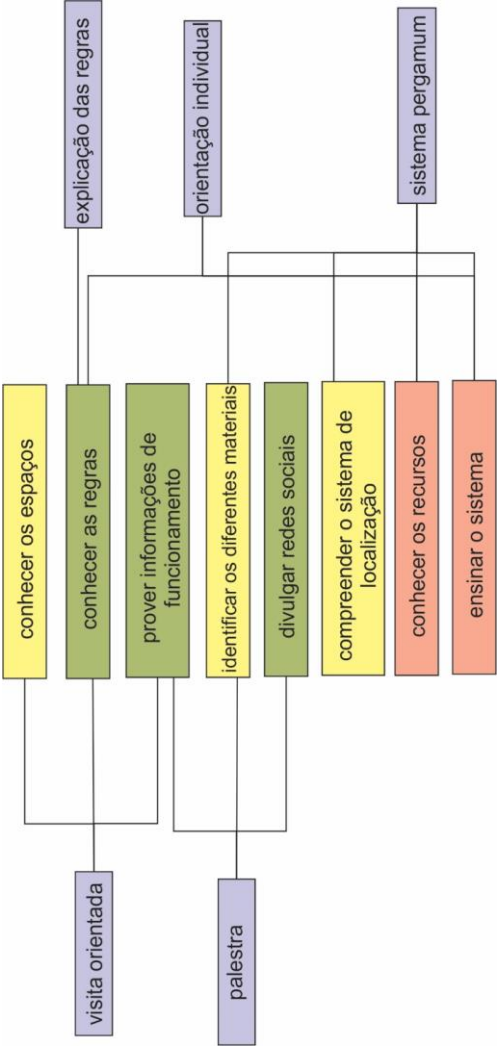 explicação das regras
orientação individual
sistema pergamum
conhecer os espaços
conhecer as regras
prover informações de
funcionamento
identificar os diferentes materiais
divulgar redes sociais
compreender o sistema de
localização
conhecer os recursos
ensinar o sistema
visita orientada
palestra